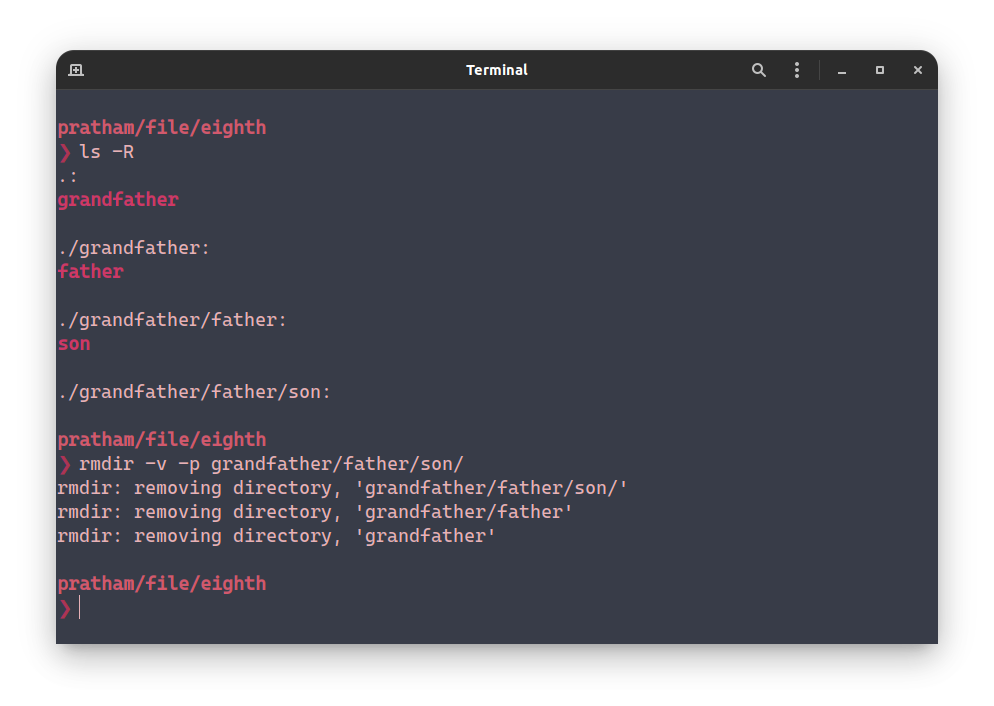 Terminal
pratham/file/eighth
❯ ls -R
.:
grandfather
./grandfather:
father
./grandfather/father:
son
./grandfather/father/son:
pratham/file/eighth
❯ rmdir -v -p grandfather/father/son/
rmdir: removing directory, 'grandfather/father/son/'
rmdir: removing directory, 'grandfather/father'
rmdir: removing directory, 'grandfather'
pratham/file/eighth
❯